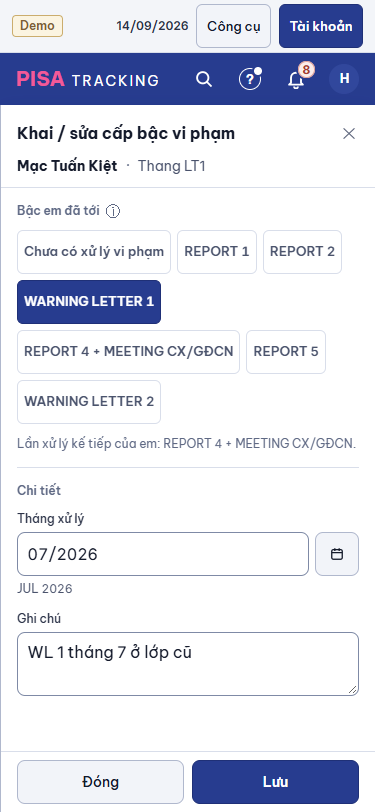 Demo 14/09/2026 Công cụ Tài khoản
PISA TRACKING ? 8 H
Khai / sửa cấp bậc vi phạm
Mạc Tuấn Kiệt · Thang LT1
Bậc em đã tới
Chưa có xử lý vi phạm REPORT 1 REPORT 2
WARNING LETTER 1
REPORT 4 + MEETING CX/GĐCN REPORT 5
WARNING LETTER 2
Lần xử lý kế tiếp của em: REPORT 4 + MEETING CX/GĐCN.
Chi tiết
Tháng xử lý
07/2026
JUL 2026
Ghi chú
WL 1 tháng 7 ở lớp cũ
Đóng Lưu